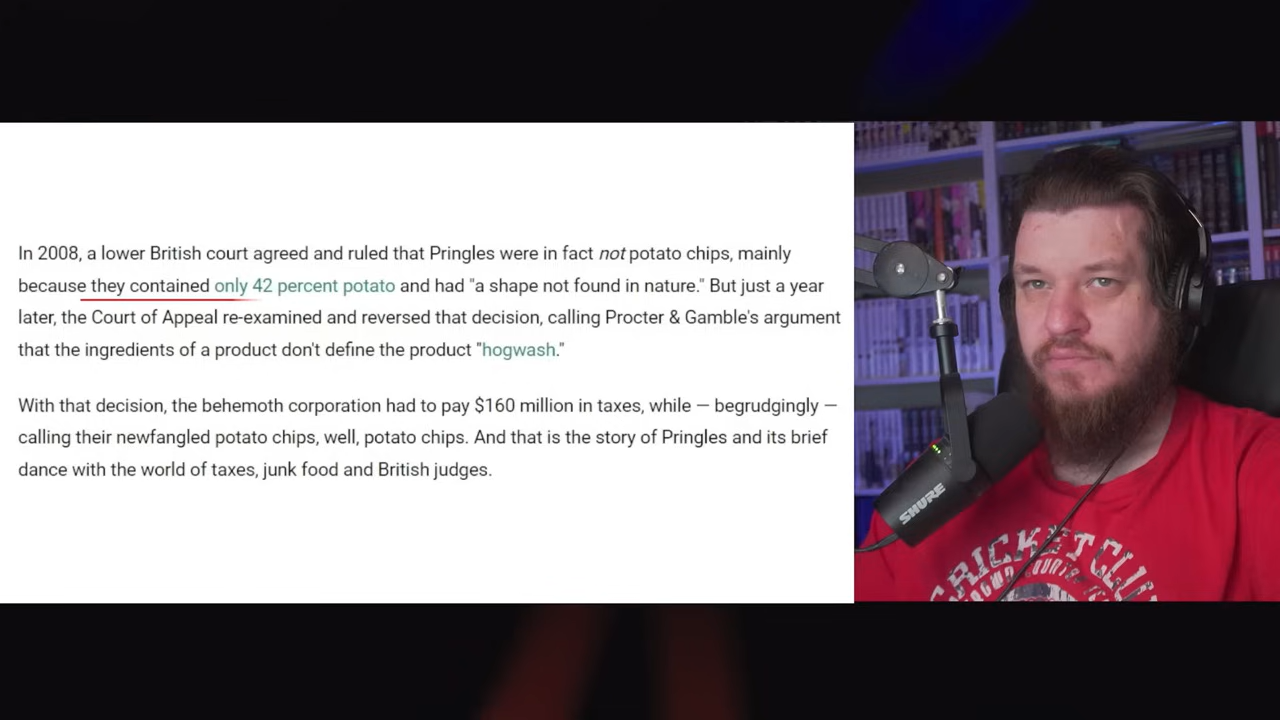 In 2008, a lower British court agreed and ruled that Pringles were in fact not potato chips, mainly
because they contained only 42 percent potato and had "a shape not found in nature." But just a year
later, the Court of Appeal re-examined and reversed that decision, calling Procter & Gamble's argument
that the ingredients of a product don't define the product "hogwash."
With that decision, the behemoth corporation had to pay $160 million in taxes, while — begrudgingly —
calling their newfangled potato chips, well, potato chips. And that is the story of Pringles and its brief
dance with the world of taxes, junk food and British judges.
SHURE
CRICKET CLU